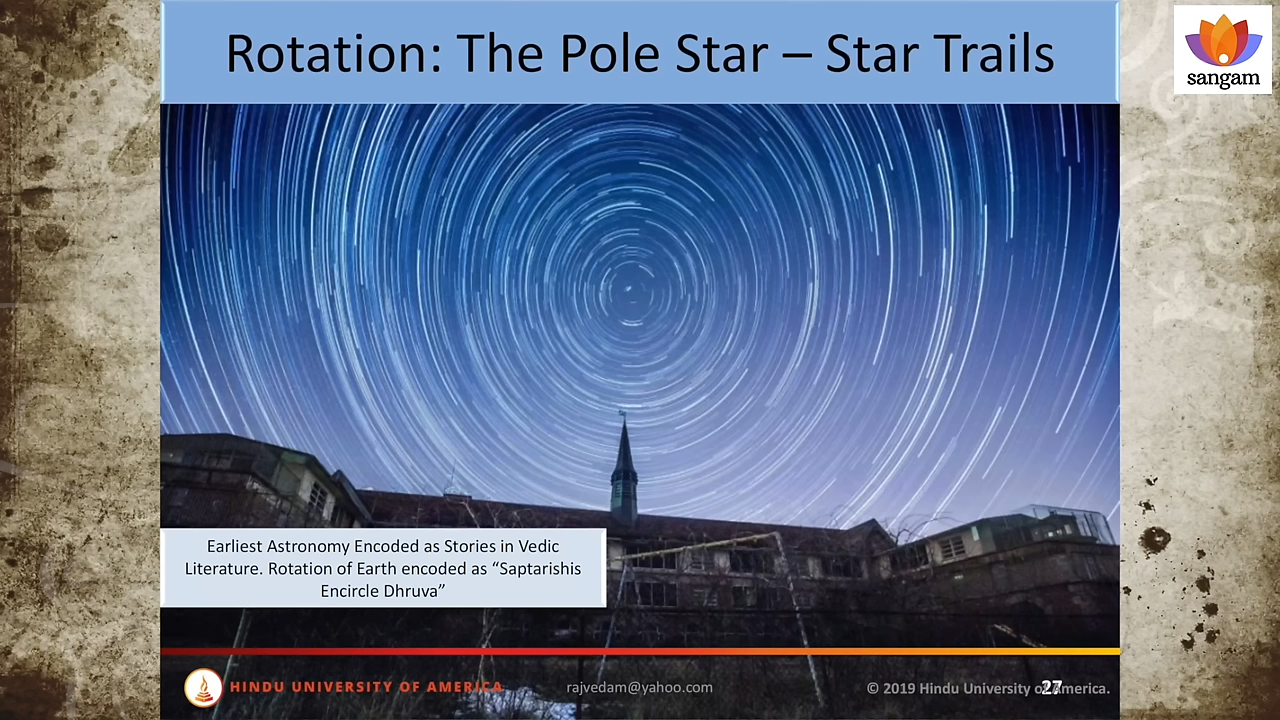 Rotation: The Pole Star – Star Trails
sangam
Earliest Astronomy Encoded as Stories in Vedic
Literature. Rotation of Earth encoded as “Saptarishis
Encircle Dhruva”
HINDU UNIVERSITY OF AMERICA
rajvedam@yahoo.com
© 2019 Hindu University of America.
27